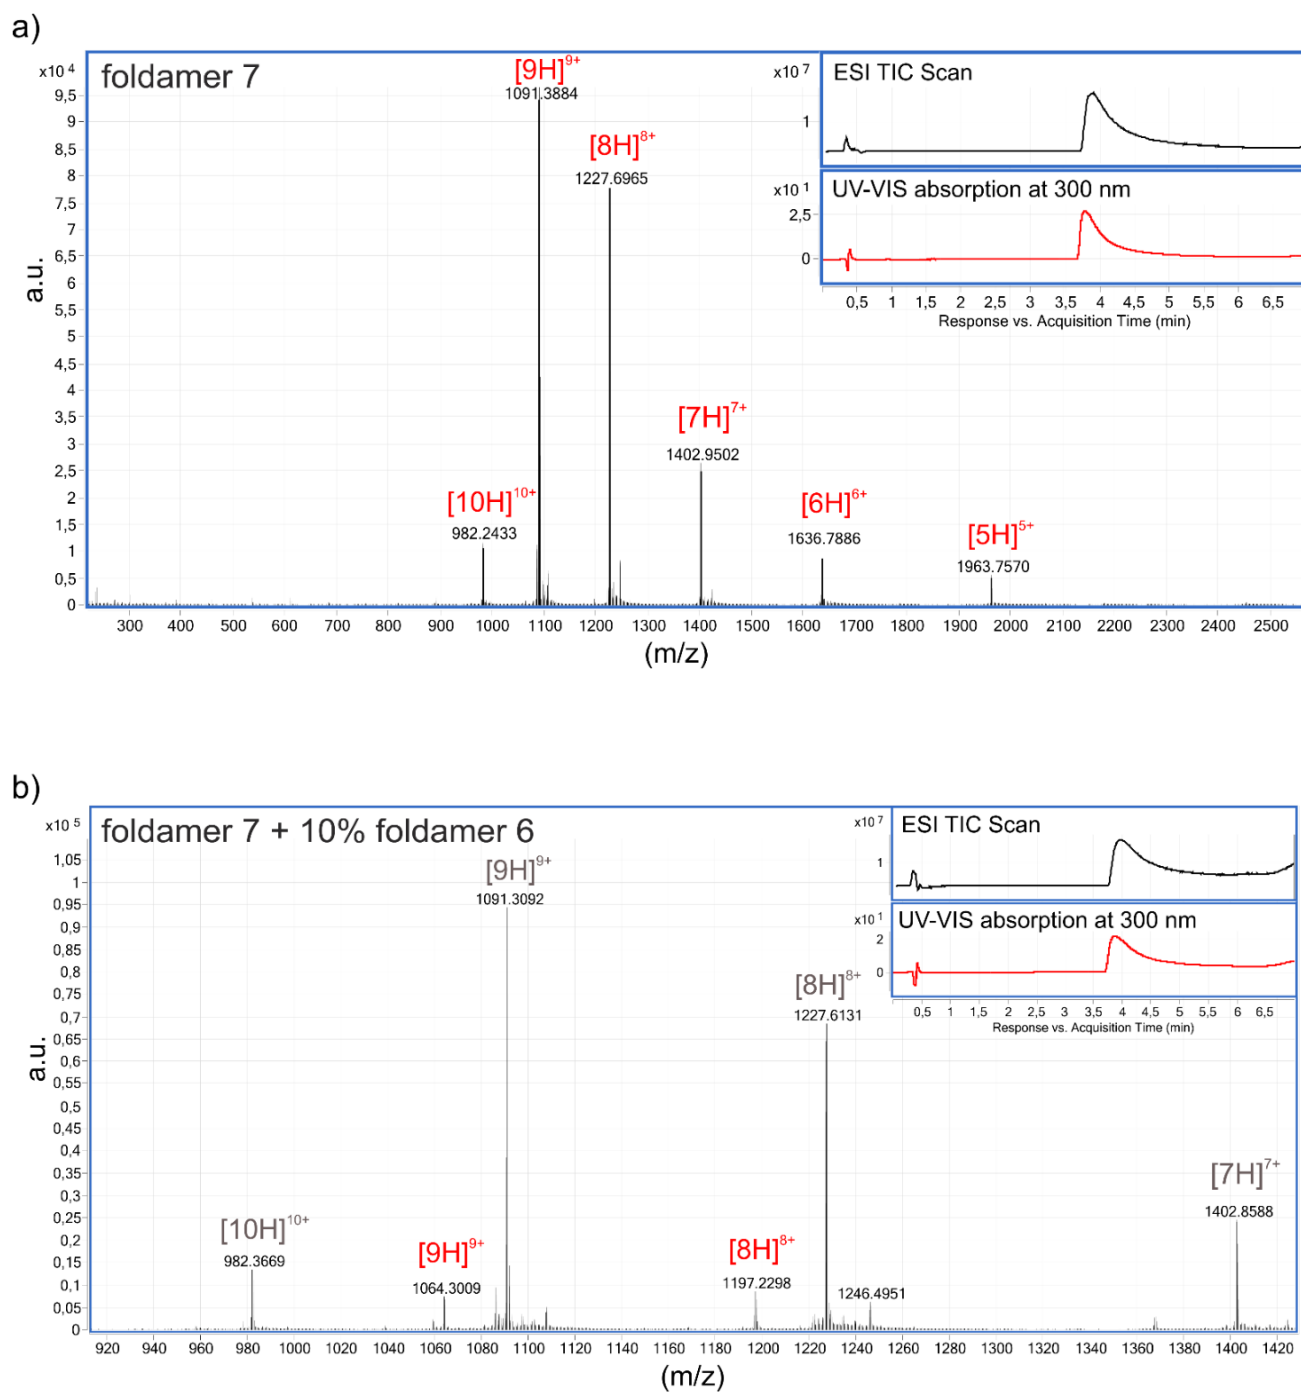 a)
foldamer 7
x10 4
9,5
9
8,5
8
7,5
7
6,5
6
5,5
5
4,5
4
3,5
3
2,5
2
1,5
1
0,5
0
a.u.
[10H]10+
982.2433
[9H]9+
1091.3884
[8H]8+
1227.6965
[7H]7+
1402.9502
[6H]6+
1636.7886
[5H]5+
1963.7570
300 400 500 600 700 800 900 1000 1100 1200 1300 1400 1500 1600 1700 1800 1900 2000 2100 2200 2300 2400 2500
(m/z)
x10 7
ESI TIC Scan
1
x10 1
UV-VIS absorption at 300 nm
2,5
0
0,5 1 1,5 2 2,5 3 3,5 4 4,5 5 5,5 6 6,5
Response vs. Acquisition Time (min)
b)
foldamer 7 + 10% foldamer 6
x10 5
1,05
1
0,95
0,9
0,85
0,8
0,75
0,7
0,65
0,6
0,55
0,5
0,45
0,4
0,35
0,3
0,25
0,2
0,15
0,1
0,05
0
a.u.
[10H]10+
982.3669
[9H]9+
1064.3009
[9H]9+
1091.3092
[8H]8+
1197.2298
[8H]8+
1227.6131
1246.4951
[7H]7+
1402.8588
920 940 960 980 1000 1020 1040 1060 1080 1100 1120 1140 1160 1180 1200 1220 1240 1260 1280 1300 1320 1340 1360 1380 1400 1420
(m/z)
x10 7
ESI TIC Scan
1
x10 1
UV-VIS absorption at 300 nm
2
0
0,5 1 1,5 2 2,5 3 3,5 4 4,5 5 5,5 6 6,5
Response vs. Acquisition Time (min)